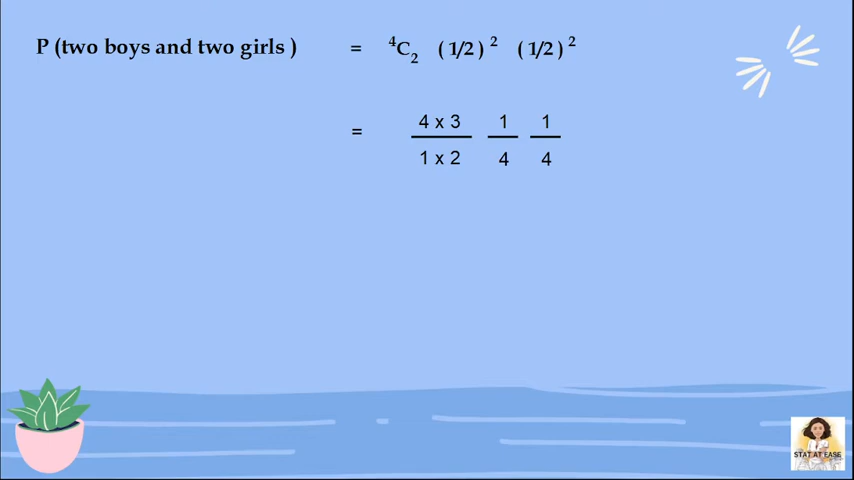 P (two boys and two girls ) = ⁴C₂ ( 1/2 ) ² ( 1/2 ) ²
4 x 3 1 1
=
1 x 2 4 4
STAT AT EASE